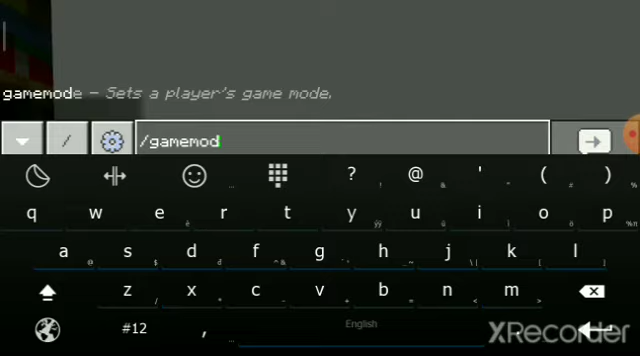 gamemode – Sets a player's game mode.
/ /gamemod
? @ ' ( )
q w e r t y u i o p
a s d f g h j k l
z x c v b n m
#12 , English
XRecorder